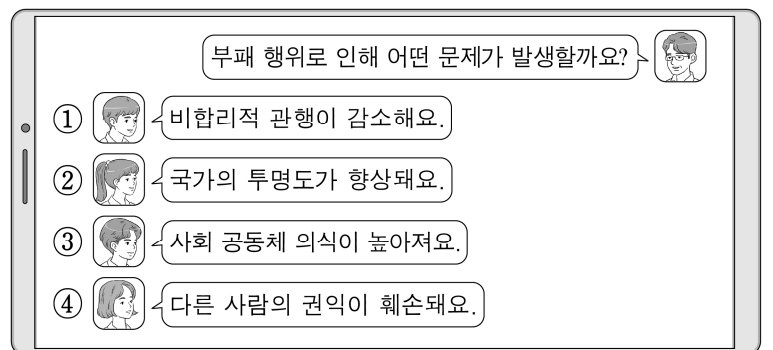 부패 행위로 인해 어떤 문제가 발생할까요?
① 비합리적 관행이 감소해요.
② 국가의 투명도가 향상돼요.
③ 사회 공동체 의식이 높아져요.
④ 다른 사람의 권익이 훼손돼요.